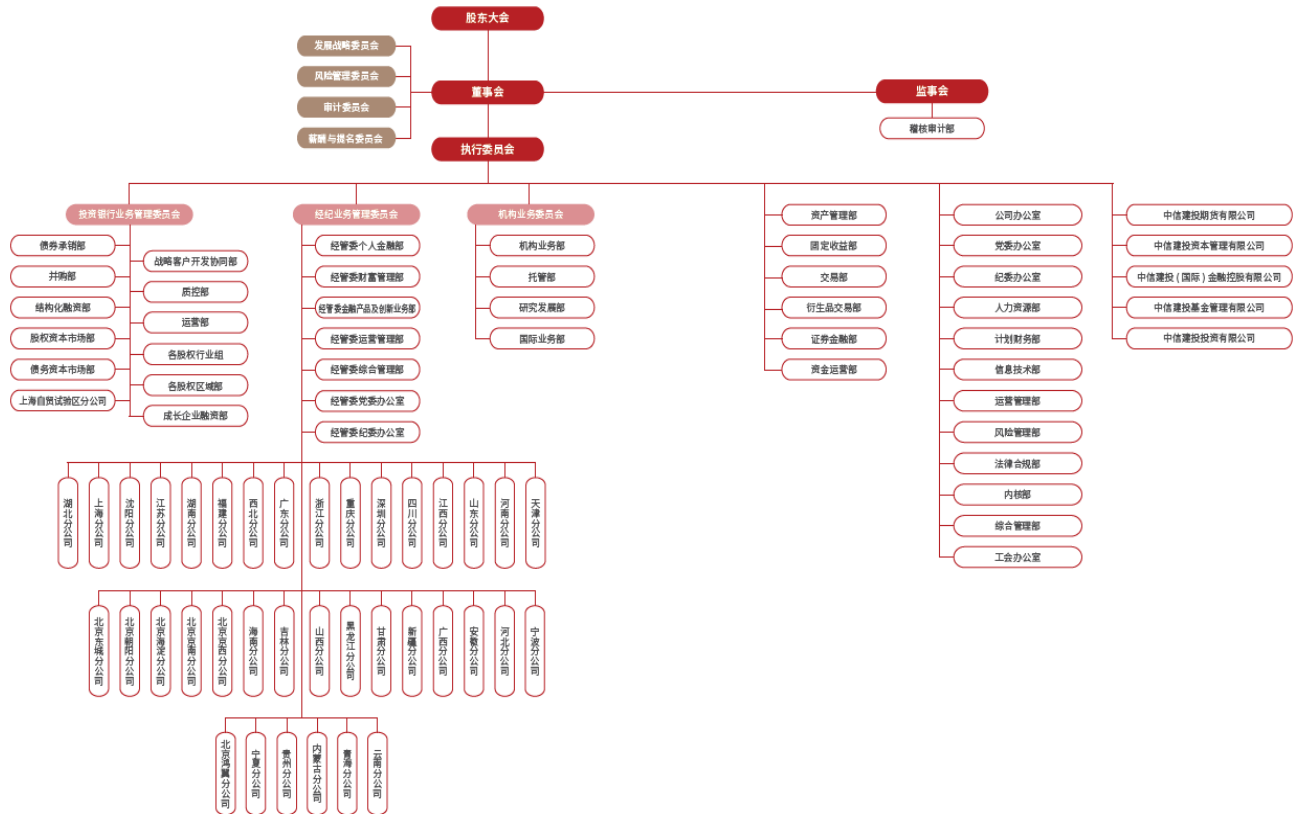 股东大会
发展战略委员会
风险管理委员会
审计委员会
薪酬与提名委员会
董事会
监事会
稽核审计部
执行委员会
投资银行业务管理委员会
债券承销部
并购部
结构化融资部
股权资本市场部
债务资本市场部
上海自贸试验区分公司
战略客户开发协同部
质控部
运营部
各股权行业组
各股权区域部
成长企业融资部
经纪业务管理委员会
经管委个人金融部
经管委财富管理部
经管委金融产品及创新业务部
经管委运营管理部
经管委综合管理部
经管委党委办公室
经管委纪委办公室
机构业务委员会
机构业务部
托管部
研究发展部
国际业务部
资产管理部
固定收益部
交易部
衍生品交易部
证券金融部
资金运营部
公司办公室
党委办公室
纪委办公室
人力资源部
计划财务部
信息技术部
运营管理部
风险管理部
法律合规部
内核部
综合管理部
工会办公室
中信建投期货有限公司
中信建投资本管理有限公司
中信建投(国际)金融控股有限公司
中信建投基金管理有限公司
中信建投投资有限公司
湖北分公司
上海分公司
沈阳分公司
江苏分公司
湖南分公司
福建分公司
西北分公司
广东分公司
浙江分公司
重庆分公司
深圳分公司
四川分公司
江西分公司
山东分公司
河南分公司
天津分公司
北京东城分公司
北京朝阳分公司
北京海淀分公司
北京京南分公司
北京京西分公司
海南分公司
吉林分公司
山西分公司
黑龙江分公司
甘肃分公司
新疆分公司
广西分公司
安徽分公司
河北分公司
宁波分公司
北京鸿翼分公司
宁夏分公司
贵州分公司
内蒙古分公司
青海分公司
云南分公司